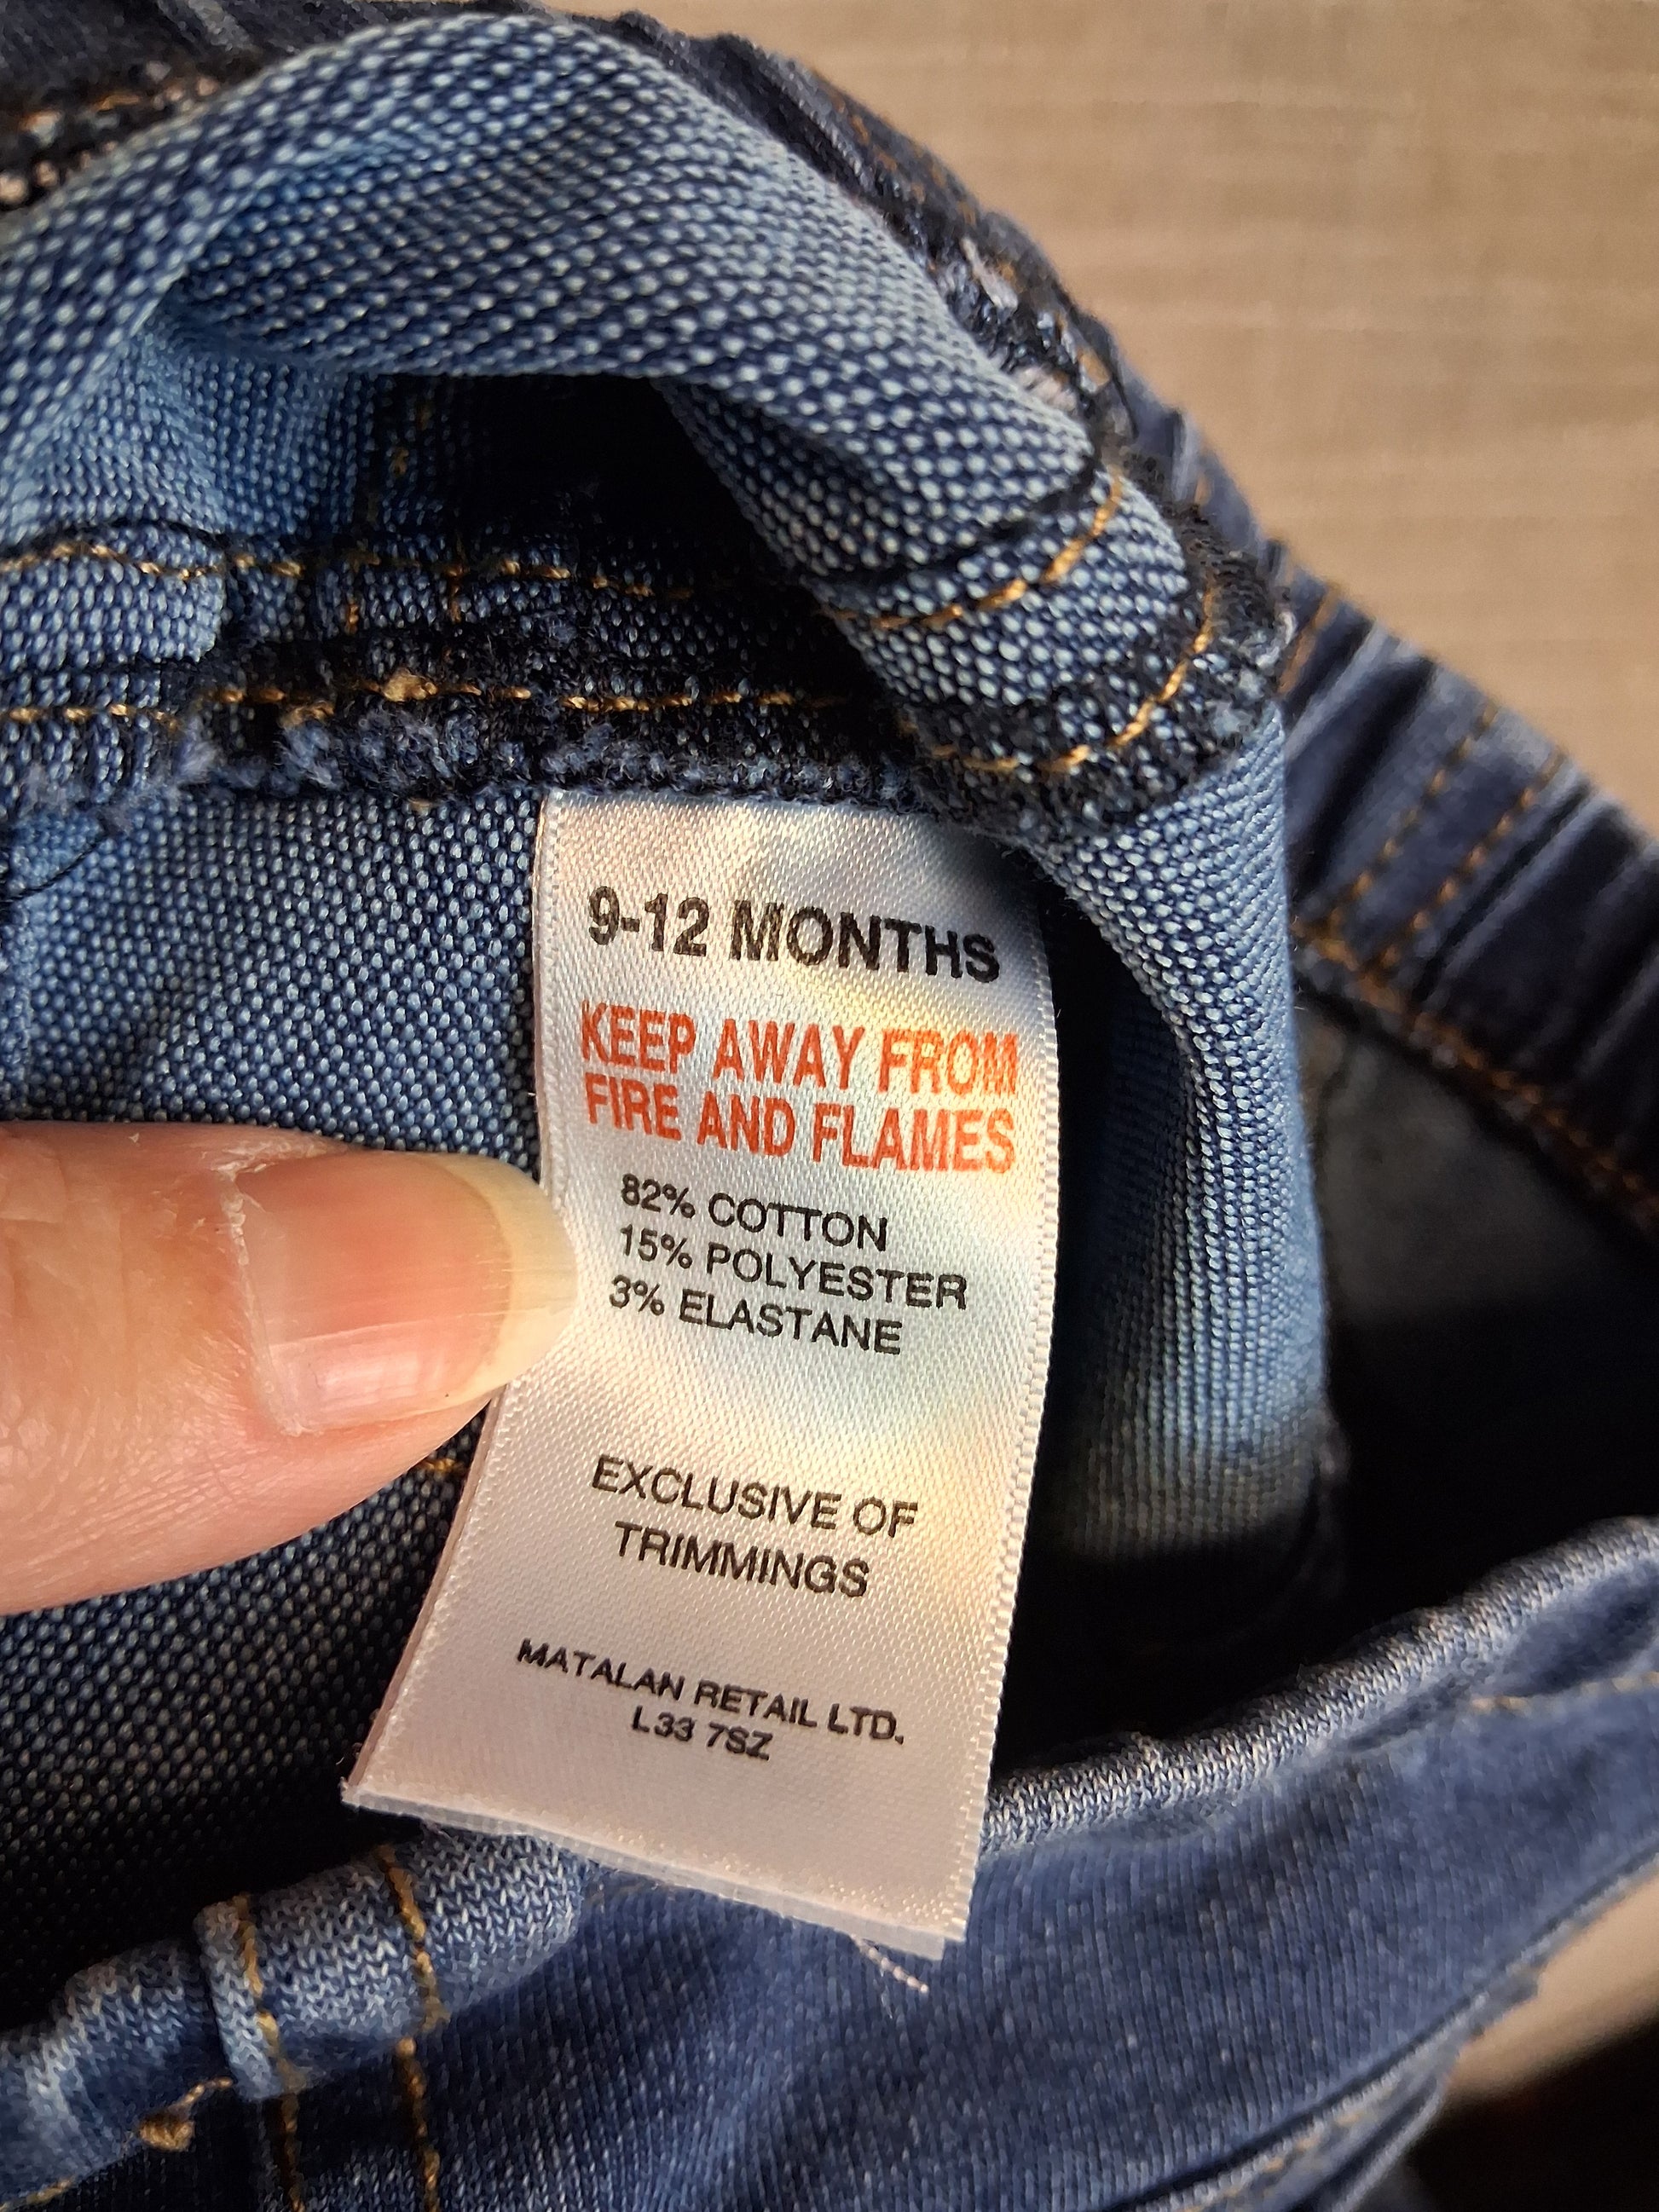 9-12 MONTHS
KEEP AWAY FROM
FIRE AND FLAMES
82% COTTON
15% POLYESTER
3% ELASTANE
EXCLUSIVE OF
TRIMMINGS
MATALAN RETAIL LTD.
L33 7SZ